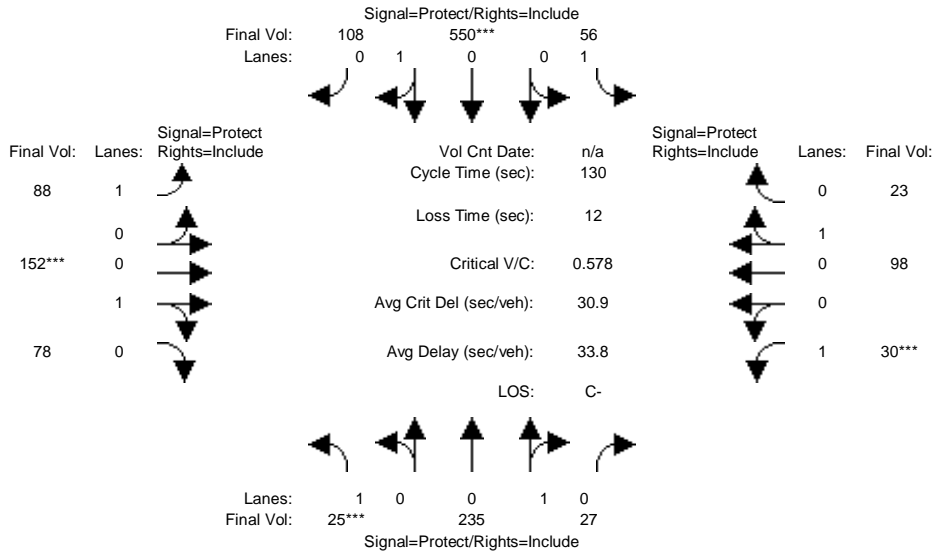 Signal=Protect/Rights=Include
Final Vol: 108 550*** 56
Lanes: 0 1 0 0 1
Signal=Protect Signal=Protect
Final Vol: Lanes: Rights=Include Vol Cnt Date: n/a Rights=Include Lanes: Final Vol:
Cycle Time (sec): 130
88 1 0 23
Loss Time (sec): 12
0 1
152*** 0 Critical V/C: 0.578 0 98
1 Avg Crit Del (sec/veh): 30.9 0
78 0 Avg Delay (sec/veh): 33.8 1 30***
LOS: C-
Lanes: 1 0 0 1 0
Final Vol: 25*** 235 27
Signal=Protect/Rights=Include